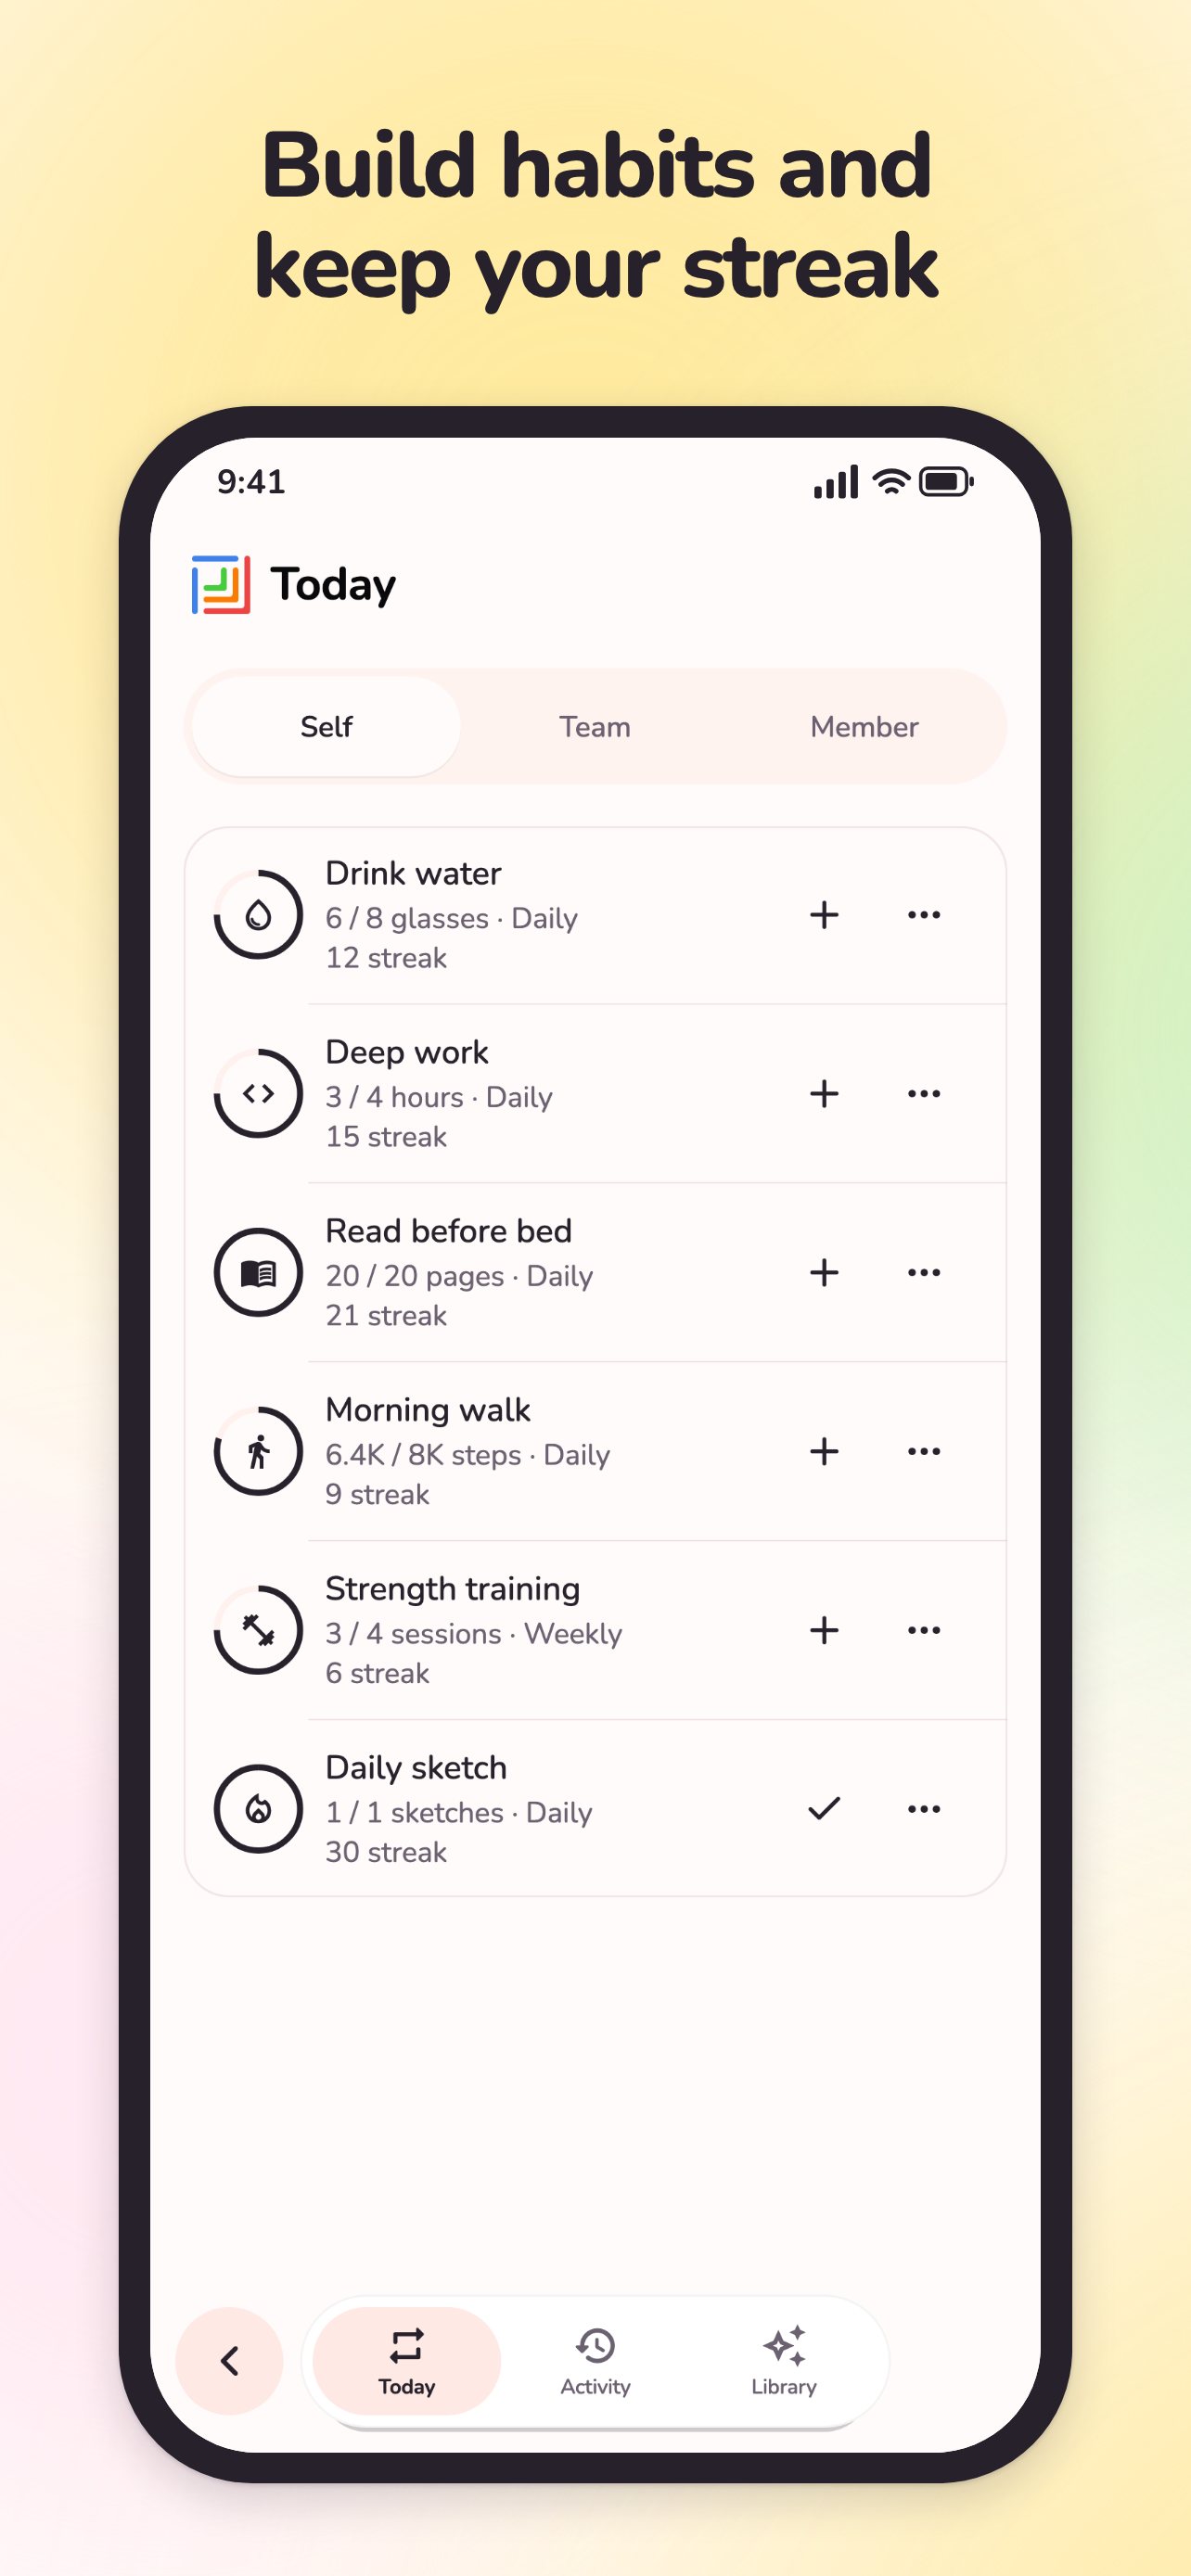 Build habits and
keep your streak
9:41
Today
Self
Team
Member
Drink water
6 / 8 glasses · Daily
12 streak
Deep work
3 / 4 hours · Daily
15 streak
Read before bed
20 / 20 pages · Daily
21 streak
Morning walk
6.4K / 8K steps · Daily
9 streak
Strength training
3 / 4 sessions · Weekly
6 streak
Daily sketch
1 / 1 sketches · Daily
30 streak
Today
Activity
Library